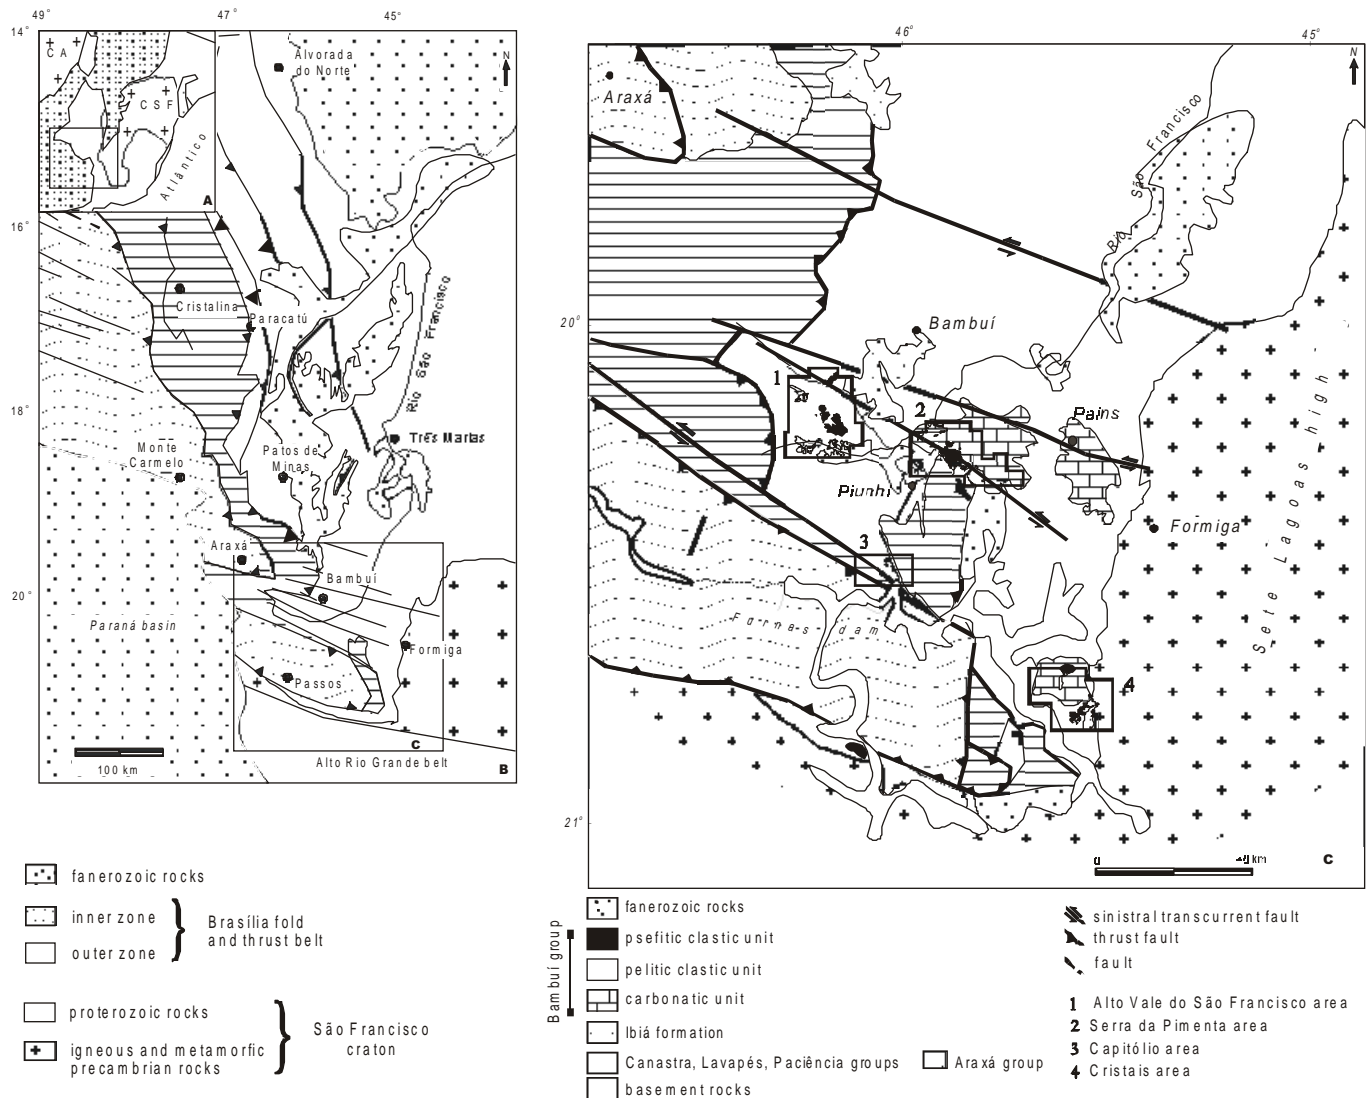 49°
47°
45°
14°
16°
18°
20°
CA
CSF
Atlântico
A
N
Alvorada
do Norte
Cristalina
Paracatú
Rio São Francisco
Três Marias
Monte
Carmelo
Patos de
Minas
Araxá
Bambuí
Paraná basin
Formiga
Passos
C
100 km
Alto Rio Grande belt
B
46°
45°
20°
21°
N
Araxá
Rio São Francisco
Bambuí
1
2
Pains
Piunhi
Formiga
3
Furnas dam
Sete Lagoas high
4
0 40 km
C
fanerozoic rocks
inner zone
outer zone
Brasília fold
and thrust belt
proterozoic rocks
igneous and metamorfic
precambrian rocks
São Francisco
craton
Bambuí group
fanerozoic rocks
psefitic clastic unit
pelitic clastic unit
carbonatic unit
Ibiá formation
Canastra, Lavapés, Paciência groups
Araxá group
basement rocks
sinistral transcurrent fault
thrust fault
fault
1 Alto Vale do São Francisco area
2 Serra da Pimenta area
3 Capitólio area
4 Cristais area